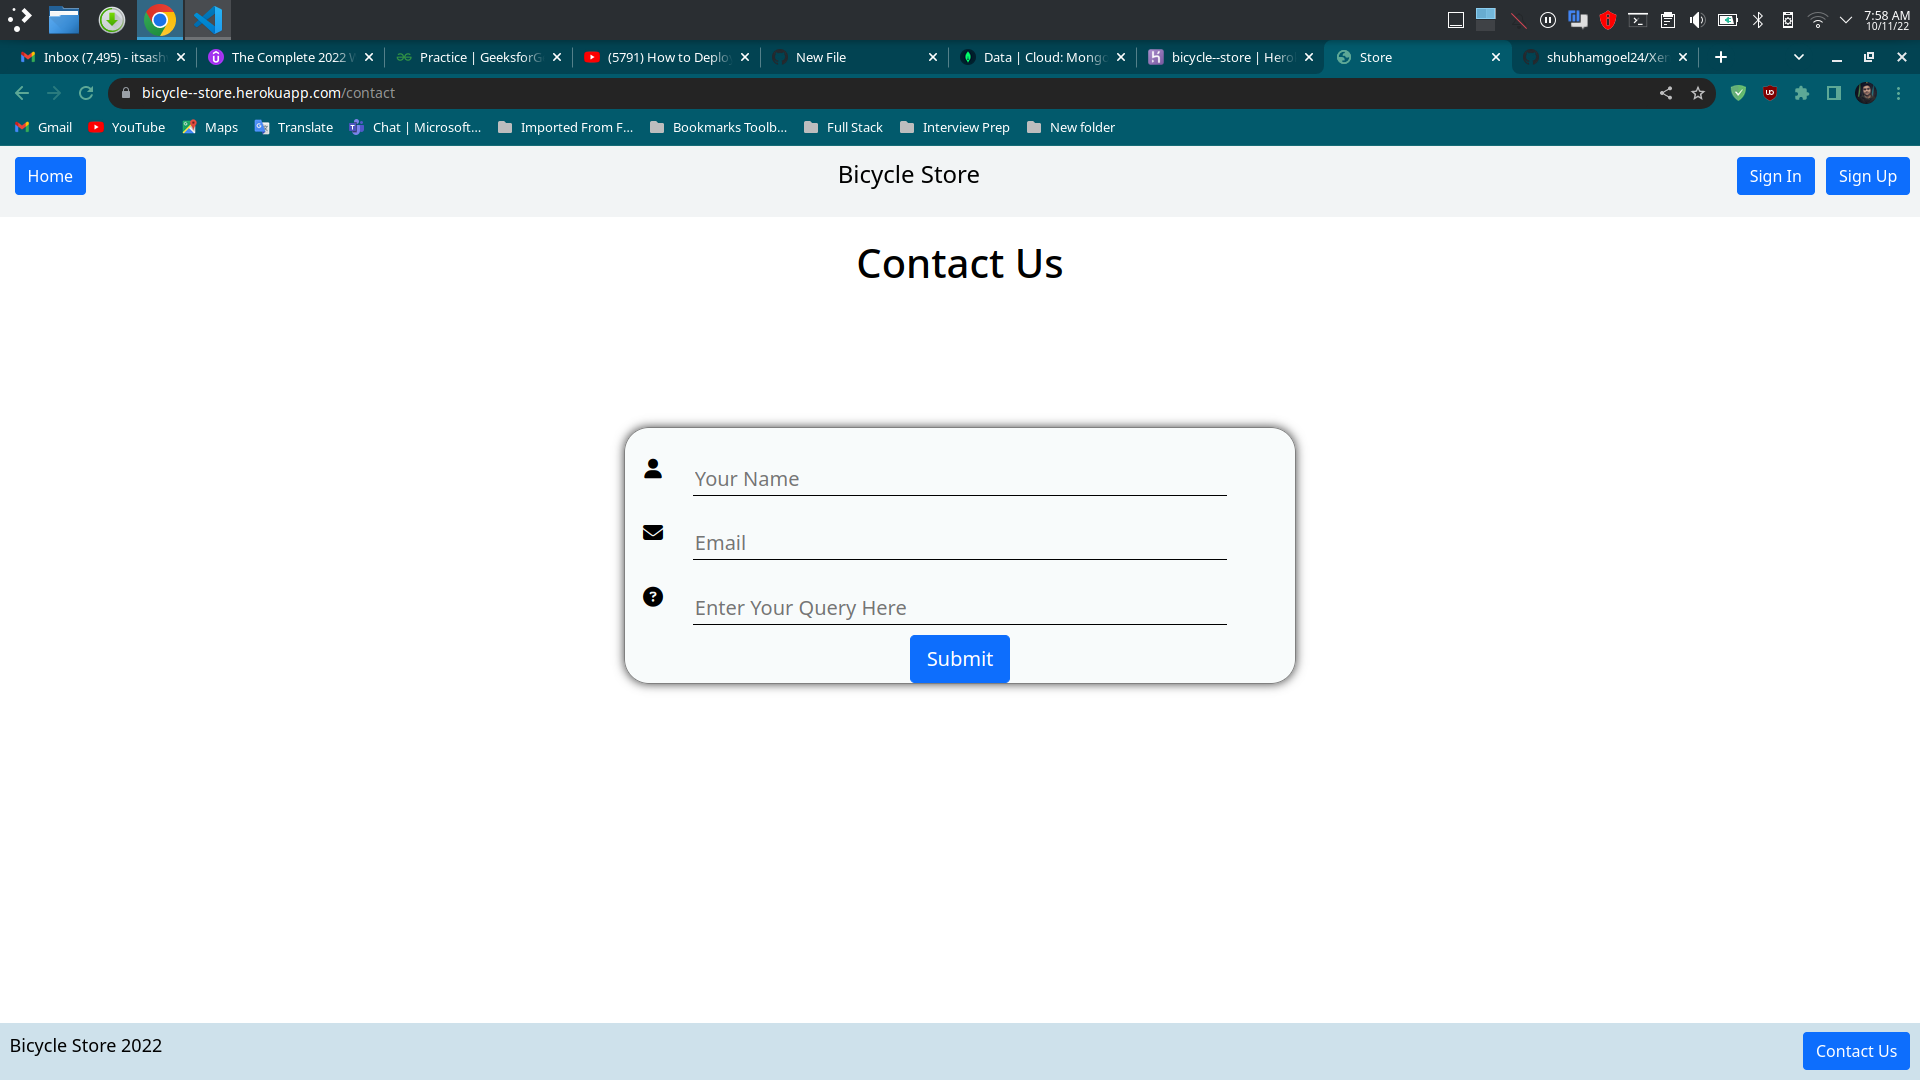 7:58 AM
10/11/22
Inbox (7,495) - itsash
The Complete 2022 W
Practice | GeeksforG
(5791) How to Deplo
New File
Data | Cloud: Mongo
bicycle--store | Hero
Store
shubhamgoel24/Xer
bicycle--store.herokuapp.com/contact
Gmail
YouTube
Maps
Translate
Chat | Microsoft...
Imported From F...
Bookmarks Toolb...
Full Stack
Interview Prep
New folder
Home
Bicycle Store
Sign In
Sign Up
Contact Us
Your Name
Email
Enter Your Query Here
Submit
Bicycle Store 2022
Contact Us